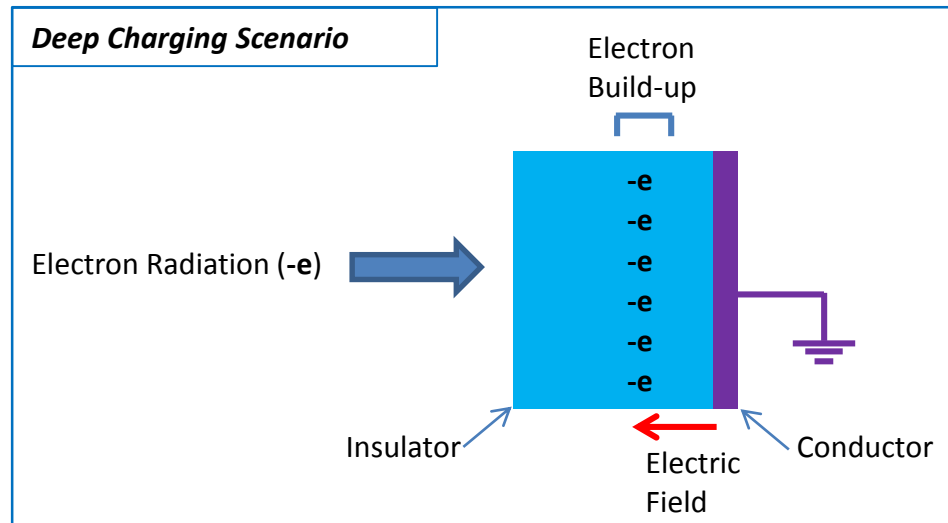 Deep Charging Scenario
Electron
Build-up
-e
-e
-e
-e
-e
-e
Electron Radiation (-e)
Insulator
Electric
Field
Conductor